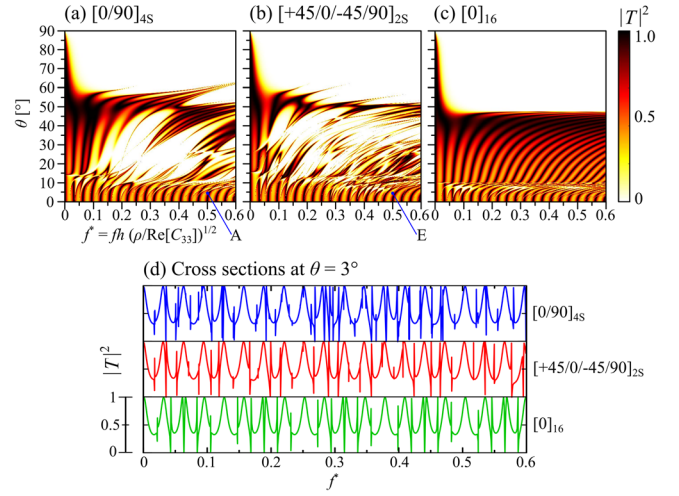 (a) [0/90]4S (b) [+45/0/-45/90]2S (c) [0]16 |T|²
90
80
70
60
50
40
30
20
10
0
θ [°]
0 0.1 0.2 0.3 0.4 0.5 0.6
0 0.1 0.2 0.3 0.4 0.5 0.6
0 0.1 0.2 0.3 0.4 0.5 0.6
1.0
0.5
0
f* = fh (ρ/Re[C33])1/2 A E
(d) Cross sections at θ = 3°
[0/90]4S
[+45/0/-45/90]2S
[0]16
|T|²
1
0.5
0
0 0.1 0.2 0.3 0.4 0.5 0.6
f*